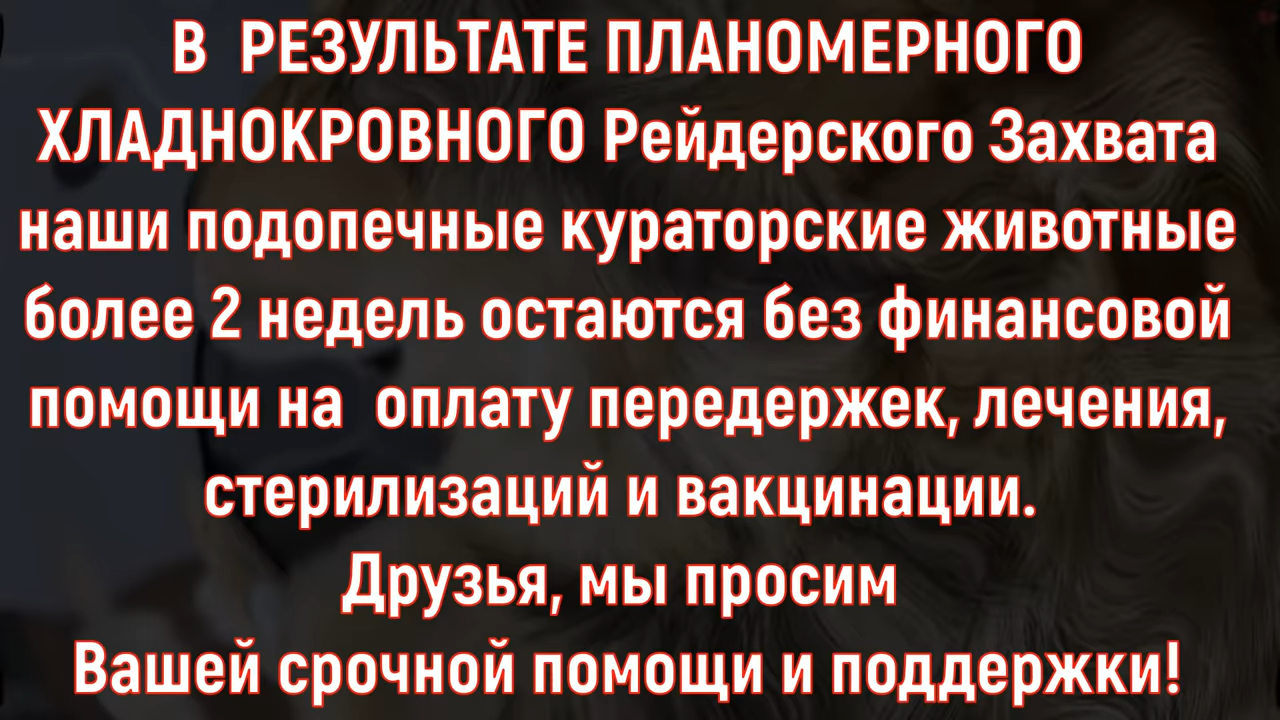 В РЕЗУЛЬТАТЕ ПЛАНОМЕРНОГО
ХЛАДНОКРОВНОГО Рейдерского Захвата
наши подопечные кураторские животные
более 2 недель остаются без финансовой
помощи на оплату передержек, лечения,
стерилизаций и вакцинации.
Друзья, мы просим
Вашей срочной помощи и поддержки!